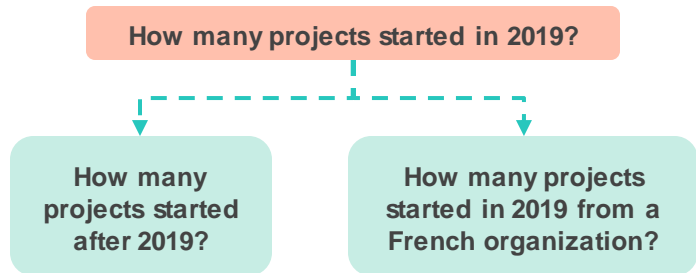 How many projects started in 2019?
How many
projects started
after 2019?
How many projects
started in 2019 from a
French organization?